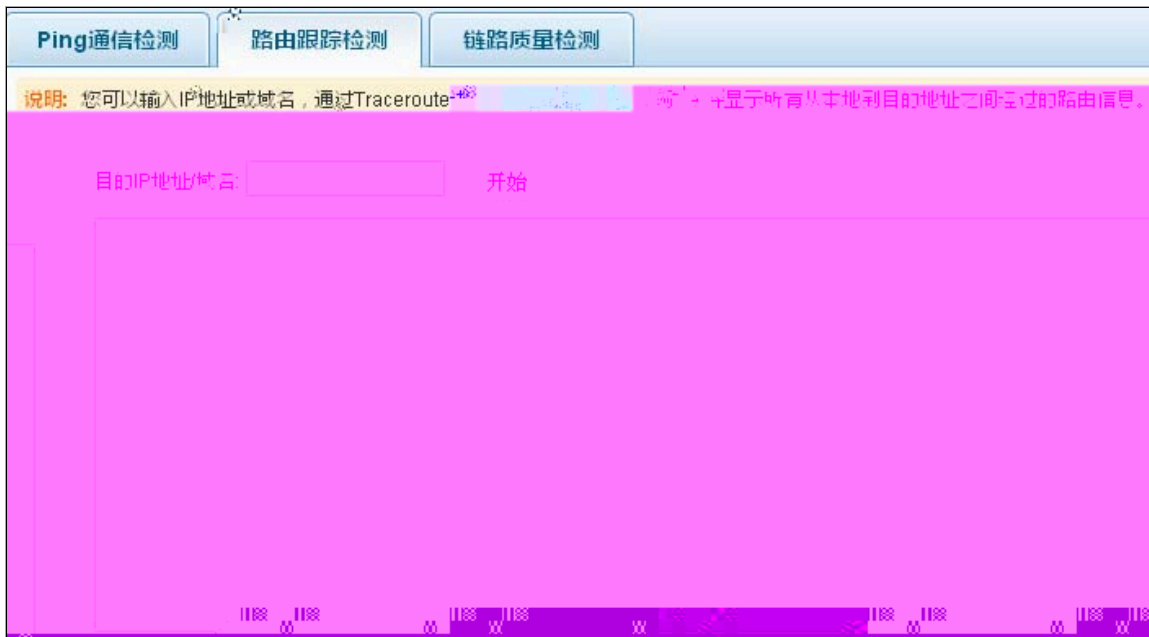 Ping通信检测
路由跟踪检测
链路质量检测
说明: 您可以输入IP地址或域名，通过Traceroute 显示所有从本地到目的地址之间经过的路由信息。
目的IP地址/域名:
开始